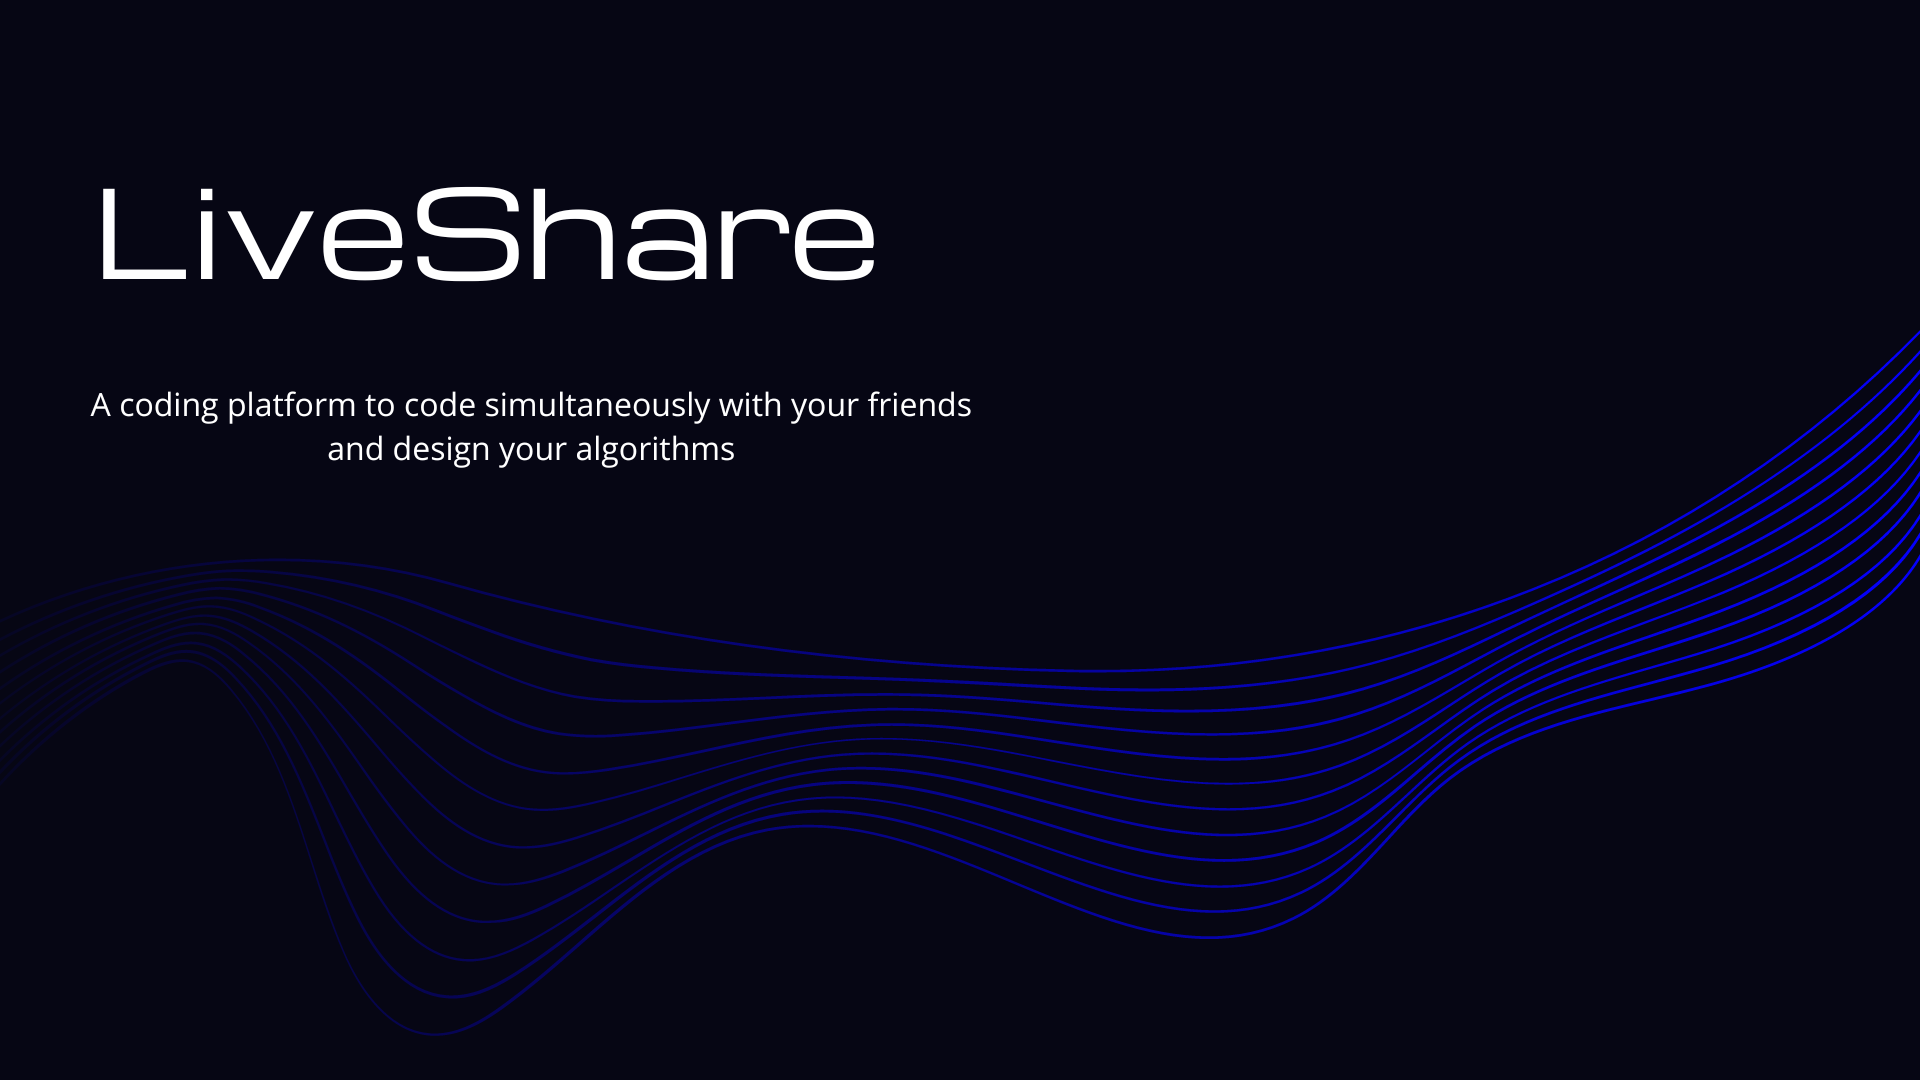 LiveShare
A coding platform to code simultaneously with your friends
and design your algorithms